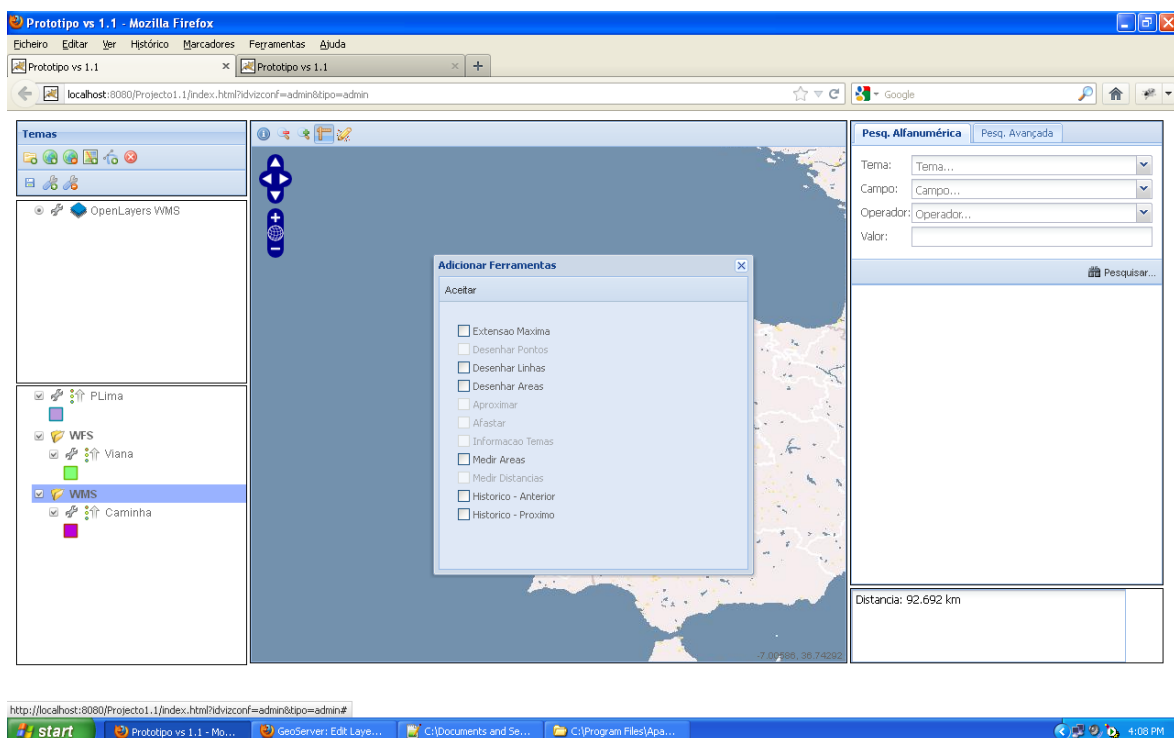 Prototipo vs 1.1 - Mozilla Firefox
Ficheiro Editar Ver Histórico Marcadores Ferramentas Ajuda
Prototipo vs 1.1 × Prototipo vs 1.1 × +
localhost:8080/Projecto1.1/index.html?idvizconf=admin&tipo=admin
Google
Temas
OpenLayers WMS
PLima
WFS
Viana
WMS
Caminha
Adicionar Ferramentas
Aceitar
Extensao Maxima
Desenhar Pontos
Desenhar Linhas
Desenhar Areas
Aproximar
Afastar
Informacao Temas
Medir Areas
Medir Distancias
Historico - Anterior
Historico - Proximo
Pesq. Alfanumérica Pesq. Avançada
Tema: Tema...
Campo: Campo...
Operador: Operador...
Valor:
Pesquisar...
Distancia: 92.692 km
http://localhost:8080/Projecto1.1/index.html?idvizconf=admin&tipo=admin#
start Prototipo vs 1.1 - Mo... GeoServer: Edit Laye... C:\Documents and Se... C:\Program Files\Apa... 4:08 PM